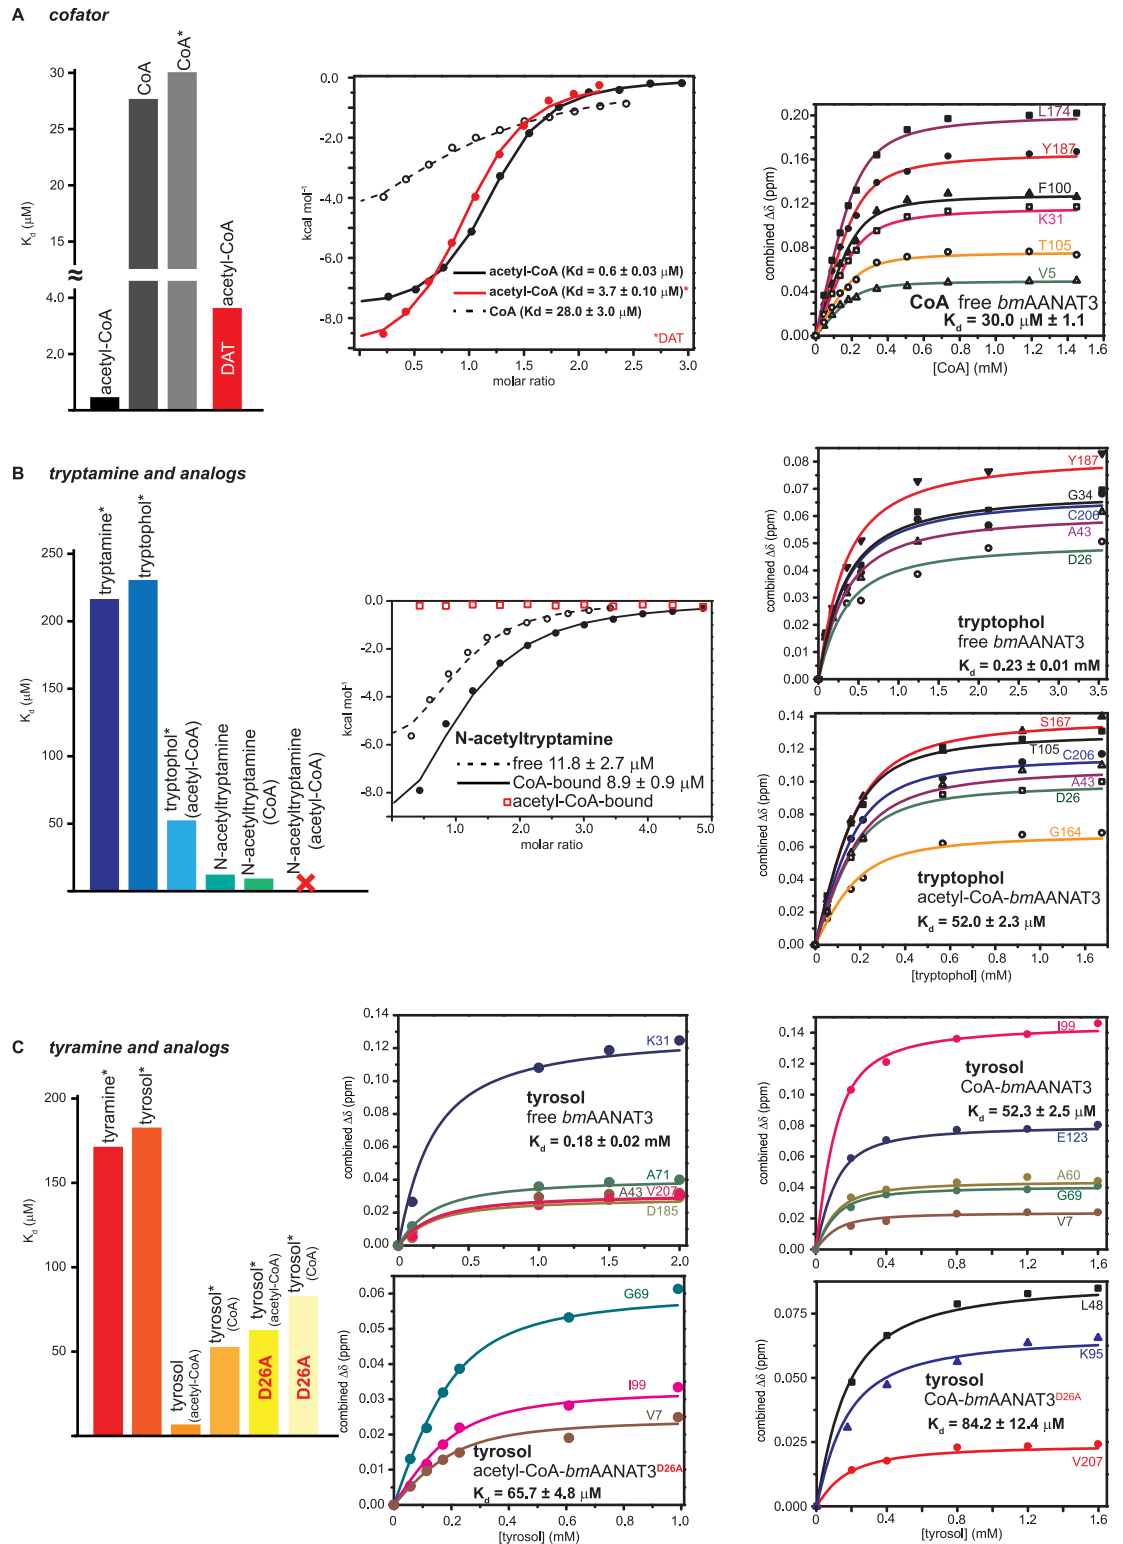 A cofator
CoA
CoA*
acetyl-CoA
acetyl-CoA
DAT
K_d (μM)
30
25
15
≈
4.0
2.0
0.0
-2.0
-4.0
-6.0
-8.0
kcal mol⁻¹
acetyl-CoA (Kd = 0.6 ± 0.03 μM)
acetyl-CoA (Kd = 3.7 ± 0.10 μM)*
CoA (Kd = 28.0 ± 3.0 μM)
*DAT
0.5 1.0 1.5 2.0 2.5 3.0
molar ratio
combined Δδ (ppm)
0.20
0.16
0.12
0.08
0.04
0.00
L174
Y187
F100
K31
T105
V5
CoA free bmAANAT3
K_d = 30.0 μM ± 1.1
0 0.2 0.4 0.6 0.8 1.0 1.2 1.4 1.6
[CoA] (mM)
B tryptamine and analogs
tryptamine*
tryptophol*
tryptophol*
(acetyl-CoA)
N-acetyltryptamine
N-acetyltryptamine
(CoA)
N-acetyltryptamine
(acetyl-CoA)
K_d (μM)
250
200
150
100
50
0.0
-2.0
-4.0
-6.0
-8.0
kcal mol⁻¹
N-acetyltryptamine
free 11.8 ± 2.7 μM
CoA-bound 8.9 ± 0.9 μM
acetyl-CoA-bound
1.0 2.0 3.0 4.0 5.0
molar ratio
combined Δδ (ppm)
0.08
0.07
0.06
0.05
0.04
0.03
0.02
0.01
0.00
Y187
G34
C206
A43
D26
tryptophol
free bmAANAT3
K_d = 0.23 ± 0.01 mM
0 0.5 1.0 1.5 2.0 2.5 3.0 3.5
combined Δδ (ppm)
0.14
0.12
0.10
0.08
0.06
0.04
0.02
0.00
S167
T105
C206
A43
D26
G164
tryptophol
acetyl-CoA-bmAANAT3
K_d = 52.0 ± 2.3 μM
0 0.2 0.4 0.6 0.8 1.2 1.6
[tryptophol] (mM)
C tyramine and analogs
tyramine*
tyrosol*
tyrosol
(acetyl-CoA)
tyrosol*
(CoA)
tyrosol*
(acetyl-CoA)
D26A
tyrosol*
(CoA)
D26A
K_d (μM)
200
150
100
50
combined Δδ (ppm)
0.14
0.12
0.10
0.08
0.06
0.04
0.02
0.00
K31
tyrosol
free bmAANAT3
K_d = 0.18 ± 0.02 mM
A71
A43 V207
D185
0.0 0.5 1.0 1.5 2.0
combined Δδ (ppm)
0.14
0.12
0.10
0.08
0.06
0.04
0.02
0.00
I99
tyrosol
CoA-bmAANAT3
K_d = 52.3 ± 2.5 μM
E123
A60
G69
V7
0 0.4 0.8 1.2 1.6
combined Δδ (ppm)
0.06
0.05
0.04
0.03
0.02
0.01
0.00
G69
I99
V7
tyrosol
acetyl-CoA-bmAANAT3D26A
K_d = 65.7 ± 4.8 μM
0 0.2 0.4 0.6 0.8 1.0
[tyrosol] (mM)
combined Δδ (ppm)
0.075
0.050
0.025
0.000
L48
K95
tyrosol
CoA-bmAANAT3D26A
K_d = 84.2 ± 12.4 μM
V207
0 0.4 0.8 1.2 1.6
[tyrosol] (mM)